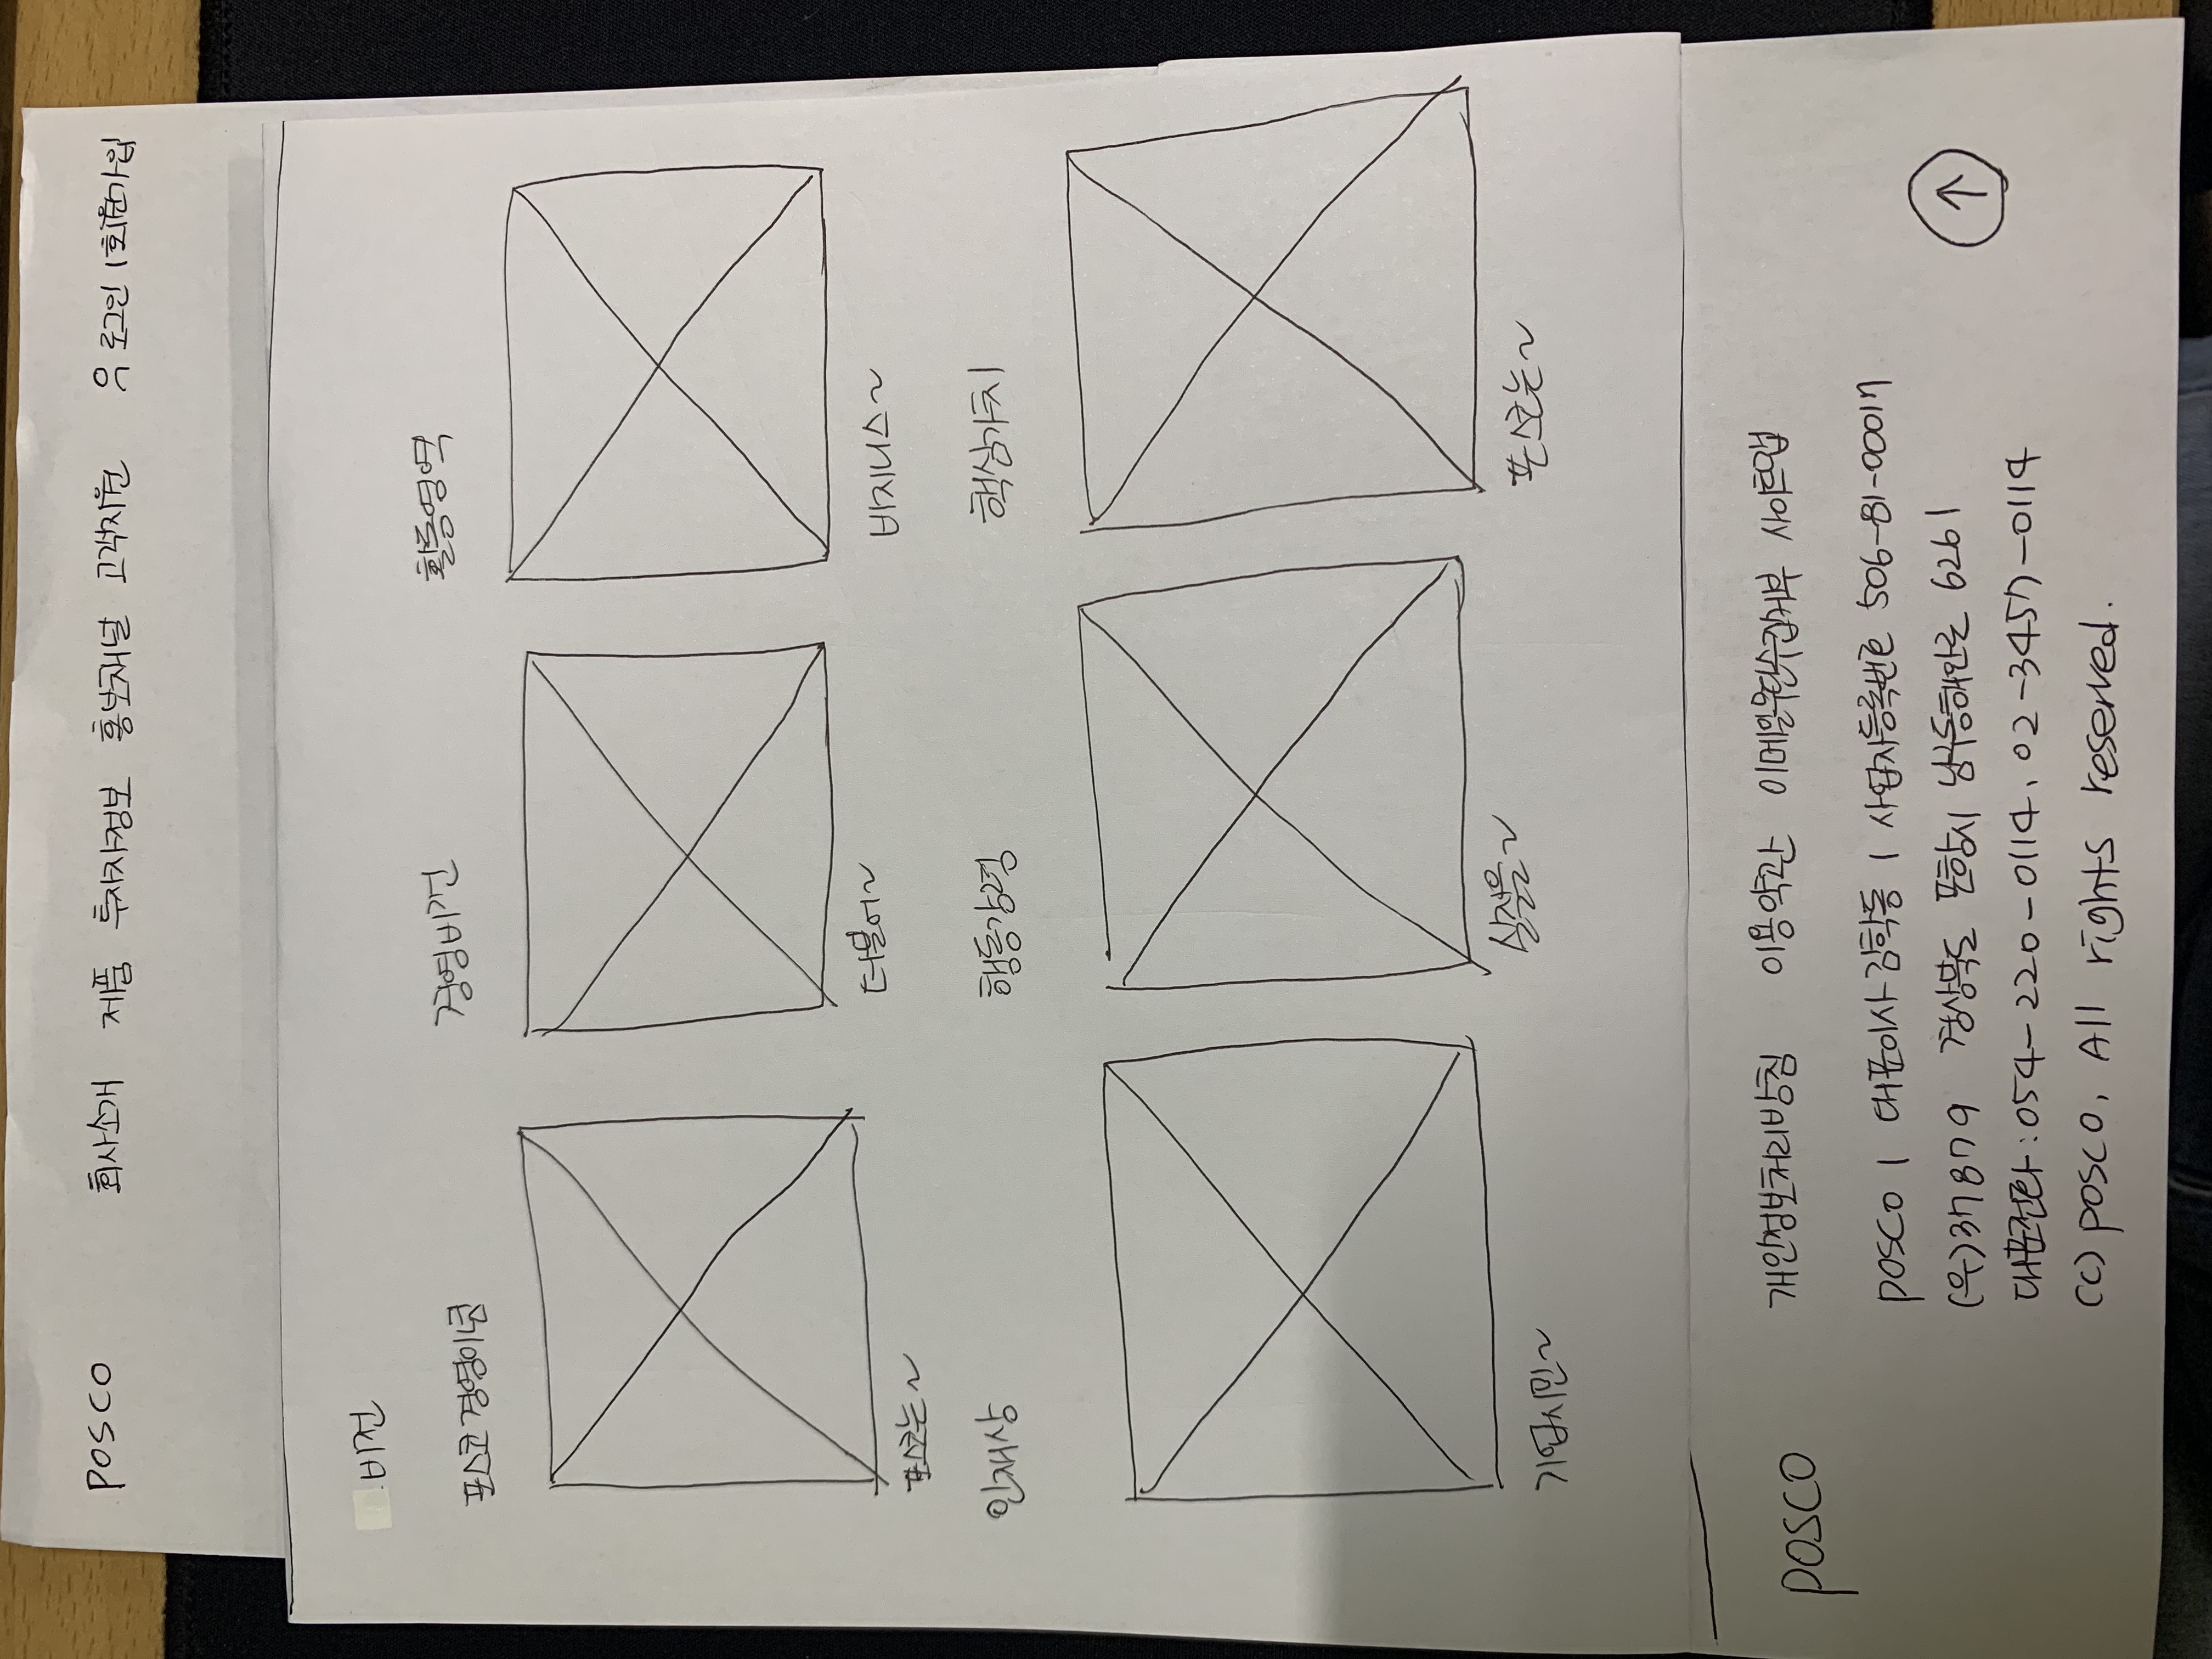 POSCO 회사소개 제품 투자자정보 홍보채널 고객지원 로그인 | 회원가입
.비전
포스코 경영이념 경영비전 활동영역
포스코는~ 더불어~ 비지니스~
인재상 행동강령 핵심가치
기업시민~ 실질을~ 포스코는~
POSCO 개인정보처리방침 이용약관 이메일무단수집거부 사이트맵
POSCO | 대표이사 김학동 | 사업자등록번호 506-81-00017
(우)37879 경상북도 포항시 남구동해안로 6261
대표전화 : 054-220-0114, 02-3457-0114
(C) POSCO, All rights reserved.